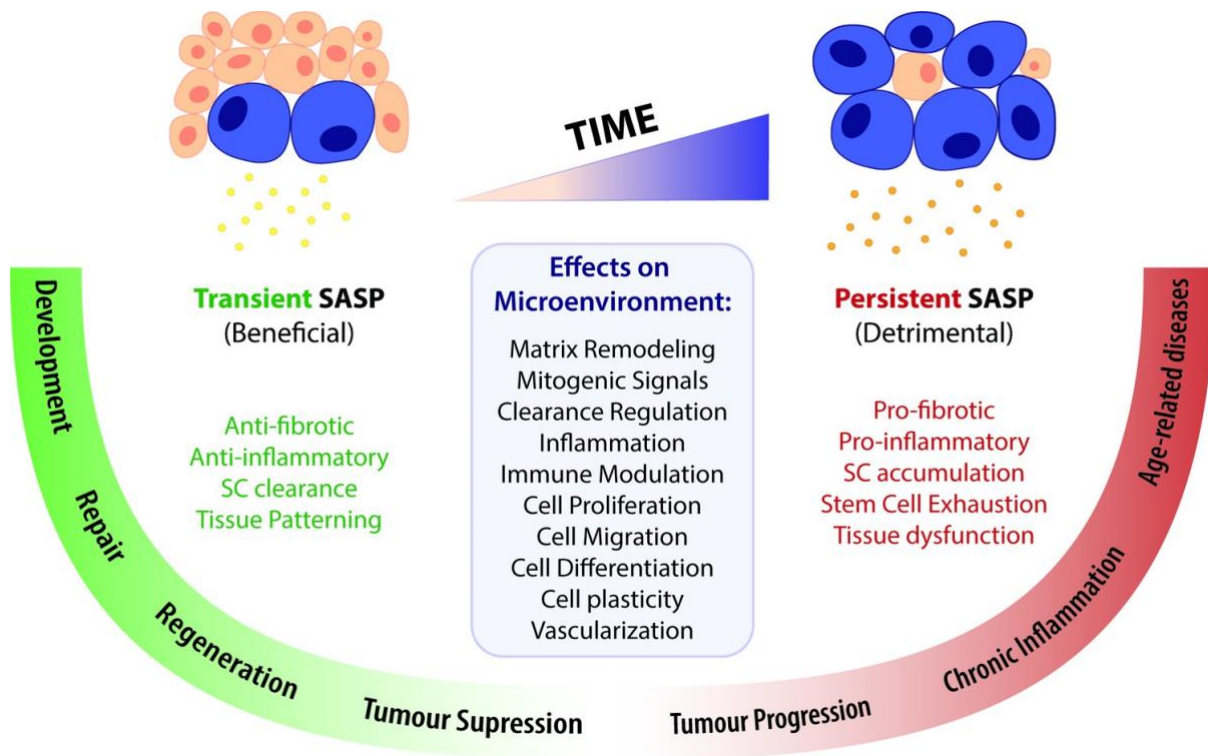 TIME
Transient SASP
(Beneficial)
Anti-fibrotic
Anti-inflammatory
SC clearance
Tissue Patterning
Effects on
Microenvironment:
Matrix Remodeling
Mitogenic Signals
Clearance Regulation
Inflammation
Immune Modulation
Cell Proliferation
Cell Migration
Cell Differentiation
Cell plasticity
Vascularization
Persistent SASP
(Detrimental)
Pro-fibrotic
Pro-inflammatory
SC accumulation
Stem Cell Exhaustion
Tissue dysfunction
Development
Repair
Regeneration
Tumour Supression
Tumour Progression
Chronic Inflammation
Age-related diseases